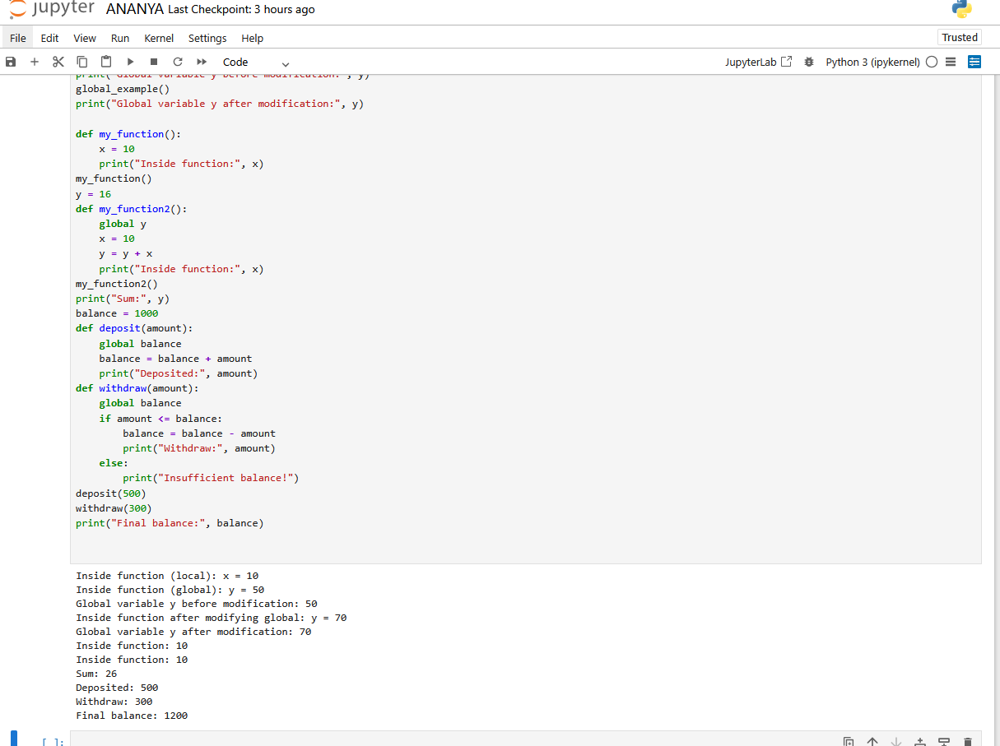 jupyter ANANYA Last Checkpoint: 3 hours ago
File Edit View Run Kernel Settings Help Trusted
Code JupyterLab Python 3 (ipykernel)
print("Global variable y before modification:", y)
global_example()
print("Global variable y after modification:", y)
def my_function():
    x = 10
    print("Inside function:", x)
my_function()
y = 16
def my_function2():
    global y
    x = 10
    y = y + x
    print("Inside function:", x)
my_function2()
print("Sum:", y)
balance = 1000
def deposit(amount):
    global balance
    balance = balance + amount
    print("Deposited:", amount)
def withdraw(amount):
    global balance
    if amount <= balance:
        balance = balance - amount
        print("Withdraw:", amount)
    else:
        print("Insufficient balance!")
deposit(500)
withdraw(300)
print("Final balance:", balance)
Inside function (local): x = 10
Inside function (global): y = 50
Global variable y before modification: 50
Inside function after modifying global: y = 70
Global variable y after modification: 70
Inside function: 10
Inside function: 10
Sum: 26
Deposited: 500
Withdraw: 300
Final balance: 1200
[ ]: